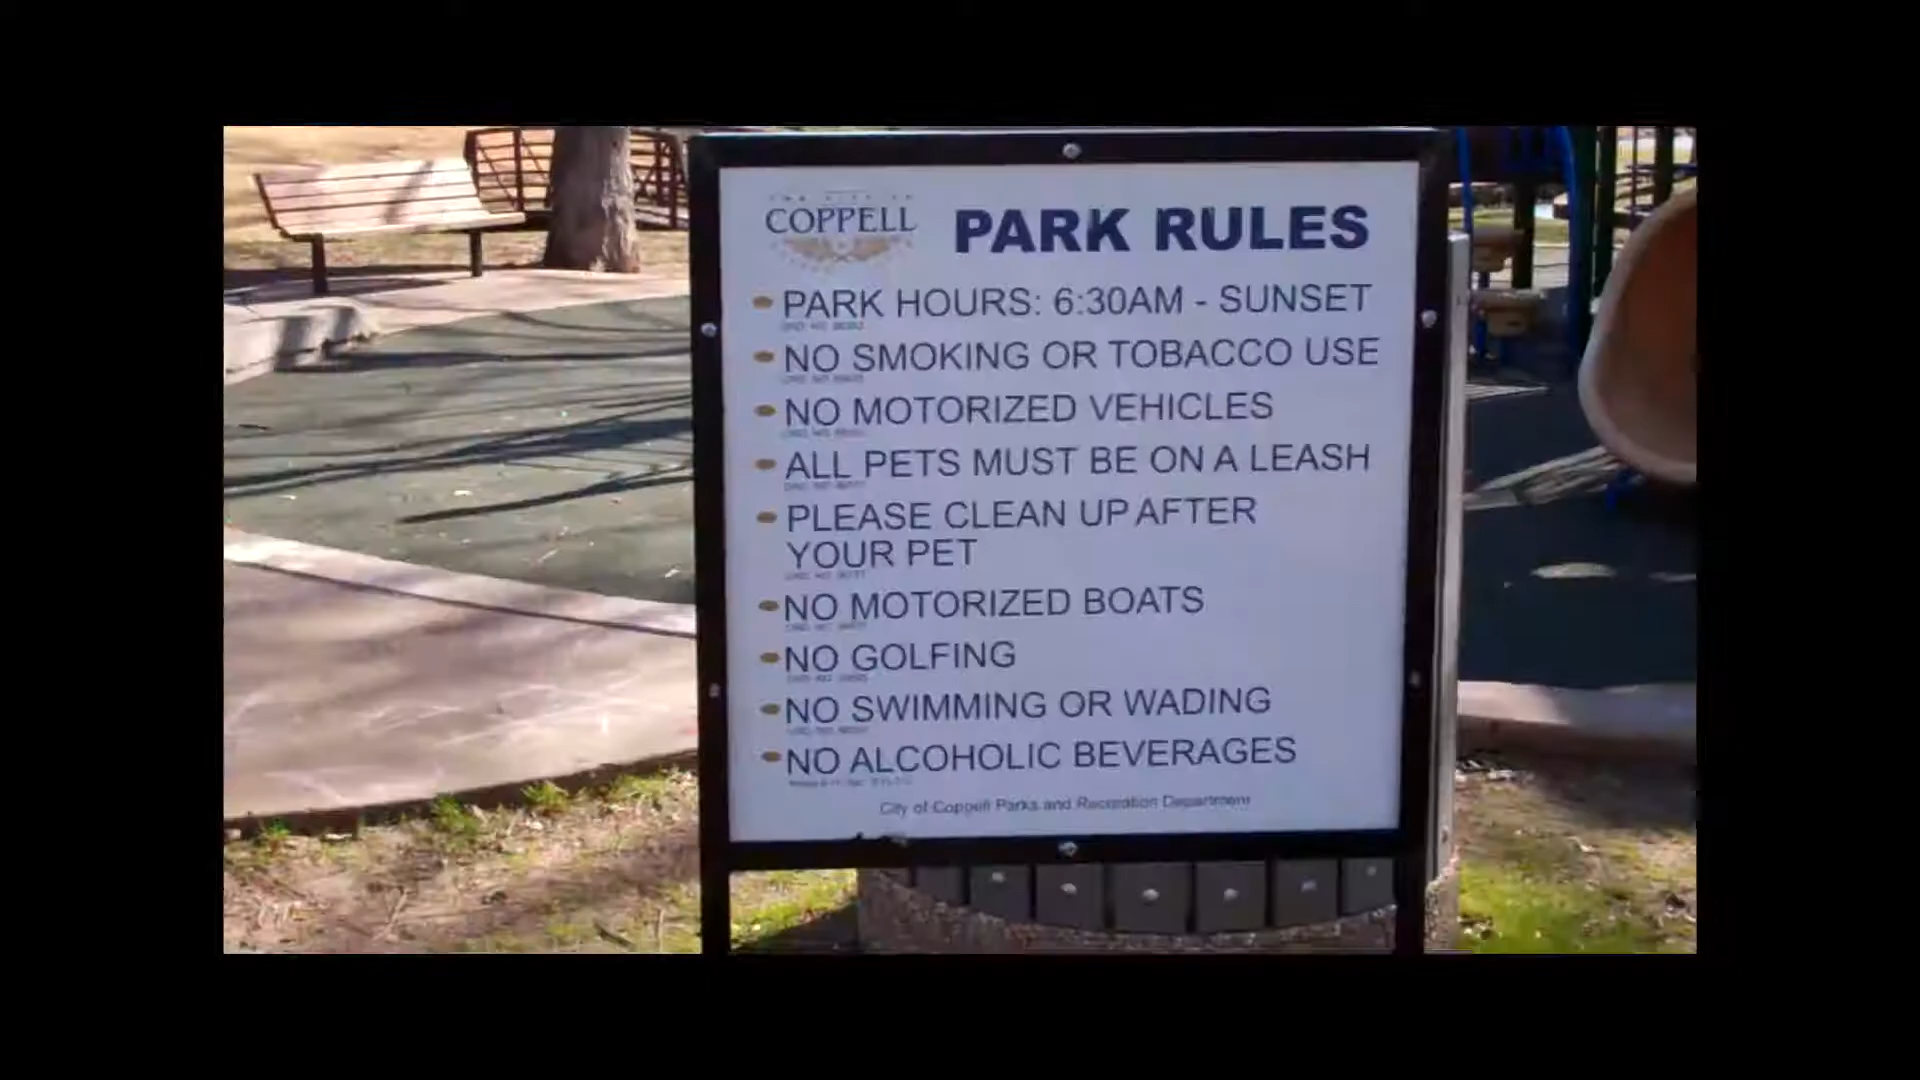 THE CITY OF
COPPELL
PARK RULES
PARK HOURS: 6:30AM - SUNSET
NO SMOKING OR TOBACCO USE
NO MOTORIZED VEHICLES
ALL PETS MUST BE ON A LEASH
PLEASE CLEAN UP AFTER
YOUR PET
NO MOTORIZED BOATS
NO GOLFING
NO SWIMMING OR WADING
NO ALCOHOLIC BEVERAGES
City of Coppell Parks and Recreation Department